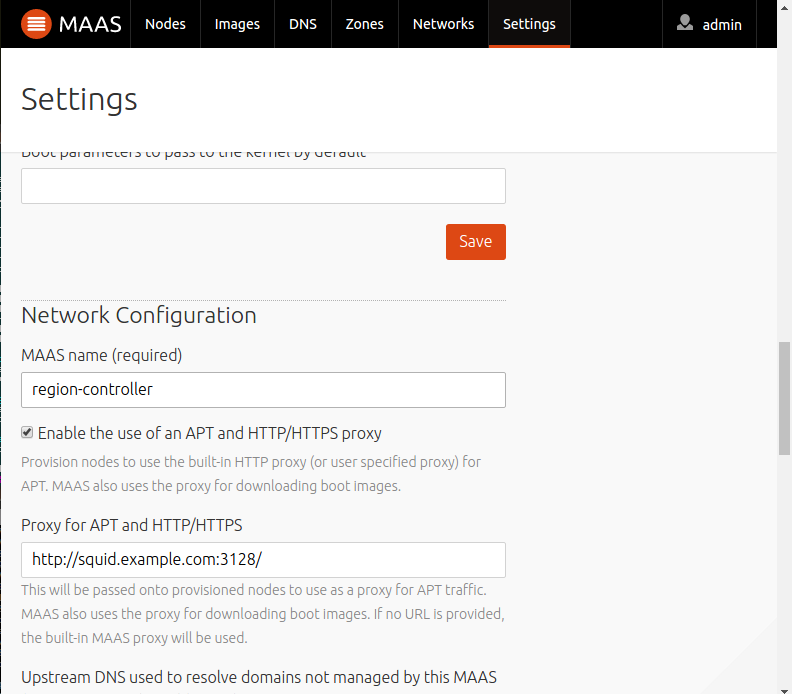 MAAS Nodes Images DNS Zones Networks Settings admin
Settings
Boot parameters to pass to the kernel by default
Save
Network Configuration
MAAS name (required)
region-controller
Enable the use of an APT and HTTP/HTTPS proxy
Provision nodes to use the built-in HTTP proxy (or user specified proxy) for
APT. MAAS also uses the proxy for downloading boot images.
Proxy for APT and HTTP/HTTPS
http://squid.example.com:3128/
This will be passed onto provisioned nodes to use as a proxy for APT traffic.
MAAS also uses the proxy for downloading boot images. If no URL is provided,
the built-in MAAS proxy will be used.
Upstream DNS used to resolve domains not managed by this MAAS